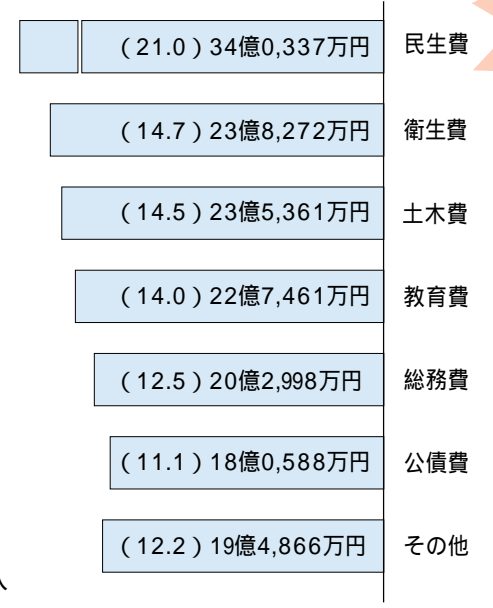 (21.0)34億0,337万円 民生費
(14.7)23億8,272万円 衛生費
(14.5)23億5,361万円 土木費
(14.0)22億7,461万円 教育費
(12.5)20億2,998万円 総務費
(11.1)18億0,588万円 公債費
(12.2)19億4,866万円 その他